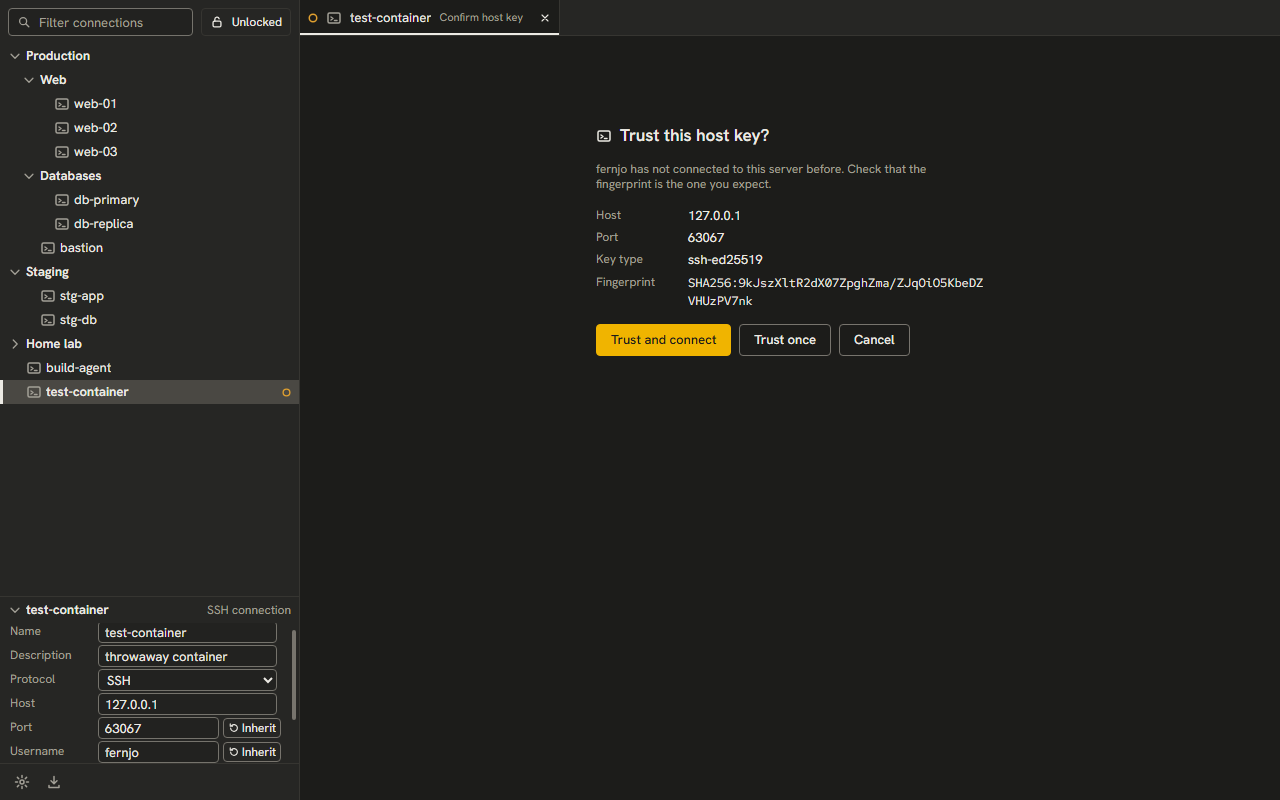 Filter connections
Unlocked
Production
Web
web-01
web-02
web-03
Databases
db-primary
db-replica
bastion
Staging
stg-app
stg-db
Home lab
build-agent
test-container
test-container SSH connection
Name test-container
Description throwaway container
Protocol SSH
Host 127.0.0.1
Port 63067 Inherit
Username fernjo Inherit
test-container Confirm host key
Trust this host key?
fernjo has not connected to this server before. Check that the
fingerprint is the one you expect.
Host 127.0.0.1
Port 63067
Key type ssh-ed25519
Fingerprint SHA256:9kJszXltR2dX07ZpghZma/ZJqOiO5KbeDZ
VHUzPV7nk
Trust and connect
Trust once
Cancel